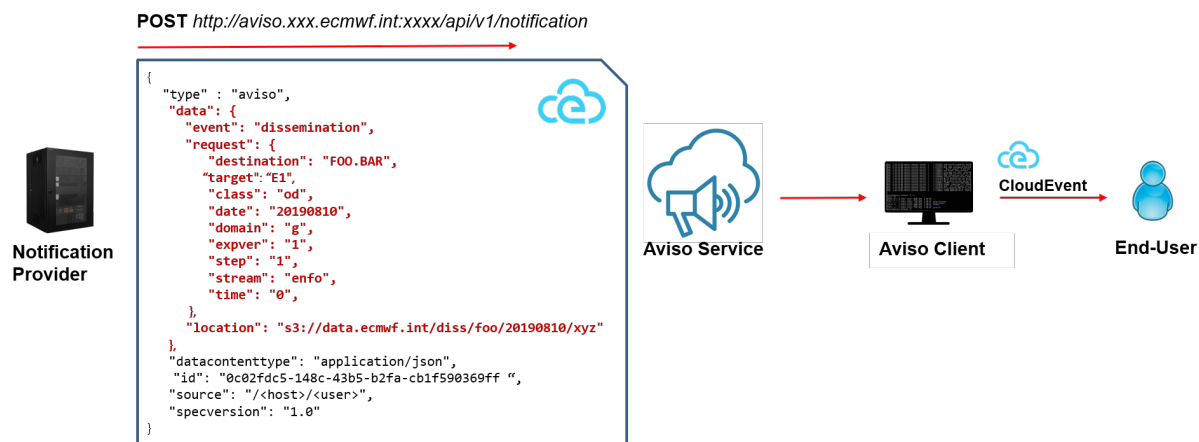 POST http://aviso.xxx.ecmwf.int:xxxx/api/v1/notification
{
"type" : "aviso",
"data": {
"event": "dissemination",
"request": {
"destination": "FOO.BAR",
“target”: “E1”,
"class": "od",
"date": "20190810",
"domain": "g",
"expver": "1",
"step": "1",
"stream": "enfo",
"time": "0",
},
"location": "s3://data.ecmwf.int/diss/foo/20190810/xyz"
},
"datacontenttype": "application/json",
"id": "0c02fdc5-148c-43b5-b2fa-cb1f590369ff “,
"source": "/<host>/<user>",
"specversion": "1.0"
}
Notification
Provider
Aviso Service
Aviso Client
CloudEvent
End-User